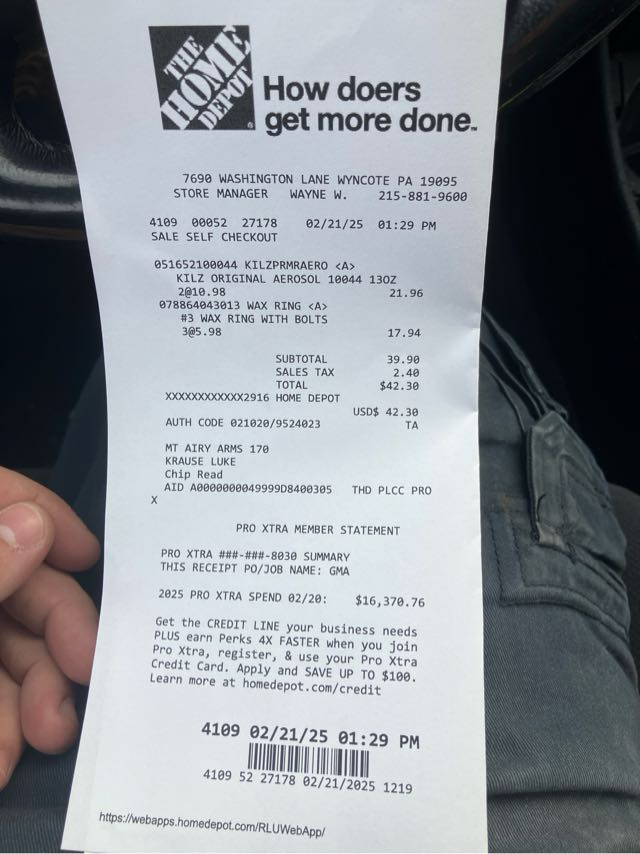 THE
HOME
DEPOT
How doers
get more done™
7690 WASHINGTON LANE WYNCOTE PA 19095
STORE MANAGER WAYNE W. 215-881-9600
4109 00052 27178 02/21/25 01:29 PM
SALE SELF CHECKOUT
051652100044 KILZPRMRAERO <A>
KILZ ORIGINAL AEROSOL 10044 13OZ
2@10.98 21.96
078864043013 WAX RING <A>
#3 WAX RING WITH BOLTS
3@5.98 17.94
SUBTOTAL 39.90
SALES TAX 2.40
TOTAL $42.30
XXXXXXXXXXXX2916 HOME DEPOT
USD$ 42.30
AUTH CODE 021020/9524023 TA
MT AIRY ARMS 170
KRAUSE LUKE
Chip Read
AID A0000000049999D8400305 THD PLCC PRO
X
PRO XTRA MEMBER STATEMENT
PRO XTRA ###-###-8030 SUMMARY
THIS RECEIPT PO/JOB NAME: GMA
2025 PRO XTRA SPEND 02/20: $16,370.76
Get the CREDIT LINE your business needs
PLUS earn Perks 4X FASTER when you join
Pro Xtra, register, & use your Pro Xtra
Credit Card. Apply and SAVE UP TO $100.
Learn more at homedepot.com/credit
4109 02/21/25 01:29 PM
4109 52 27178 02/21/2025 1219
https://webapps.homedepot.com/RLUWebApp/